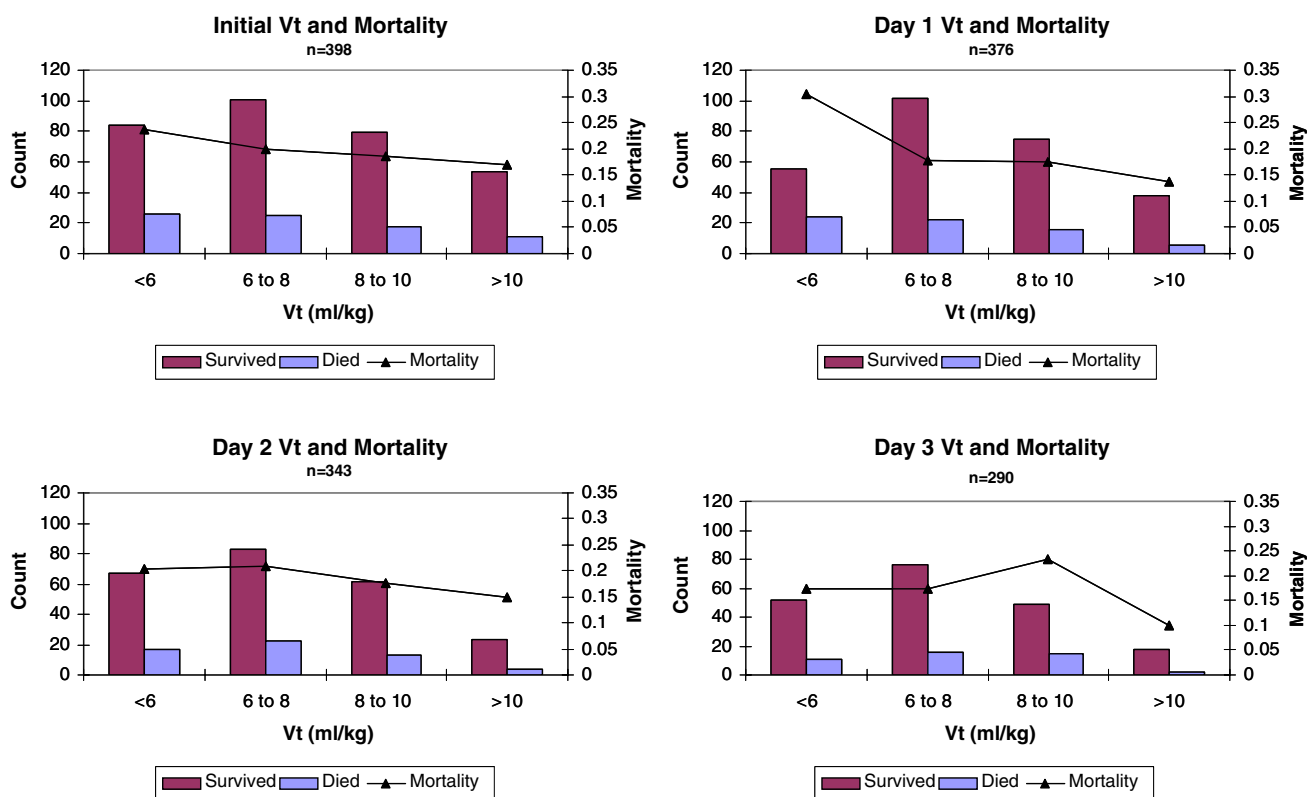 Initial Vt and Mortality
n=398
120
100
80
60
40
20
0
Count
0.35
0.3
0.25
0.2
0.15
0.1
0.05
0
Mortality
<6 6 to 8 8 to 10 >10
Vt (ml/kg)
Survived Died Mortality
Day 1 Vt and Mortality
n=376
120
100
80
60
40
20
0
Count
0.35
0.3
0.25
0.2
0.15
0.1
0.05
0
Mortality
<6 6 to 8 8 to 10 >10
Vt (ml/kg)
Survived Died Mortality
Day 2 Vt and Mortality
n=343
120
100
80
60
40
20
0
Count
0.35
0.3
0.25
0.2
0.15
0.1
0.05
0
Mortality
<6 6 to 8 8 to 10 >10
Vt (ml/kg)
Survived Died Mortality
Day 3 Vt and Mortality
n=290
120
100
80
60
40
20
0
Count
0.35
0.3
0.25
0.2
0.15
0.1
0.05
0
Mortality
<6 6 to 8 8 to 10 >10
Vt (ml/kg)
Survived Died Mortality